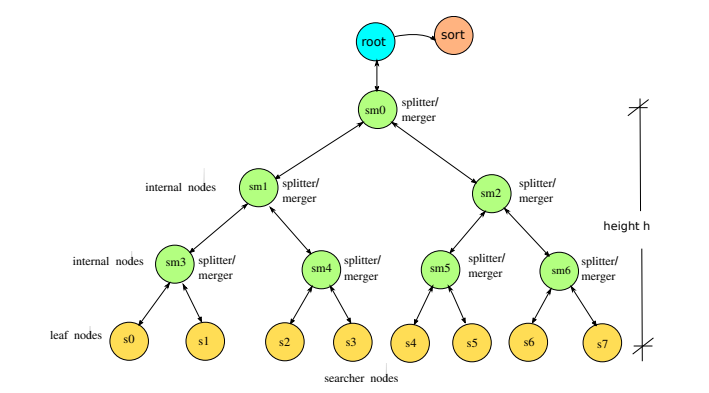 root
sort
sm0
splitter/
merger
internal nodes
sm1
splitter/
merger
sm2
splitter/
merger
height h
internal nodes
sm3
splitter/
merger
sm4
splitter/
merger
sm5
splitter/
merger
sm6
splitter/
merger
leaf nodes
s0
s1
s2
s3
s4
s5
s6
s7
searcher nodes